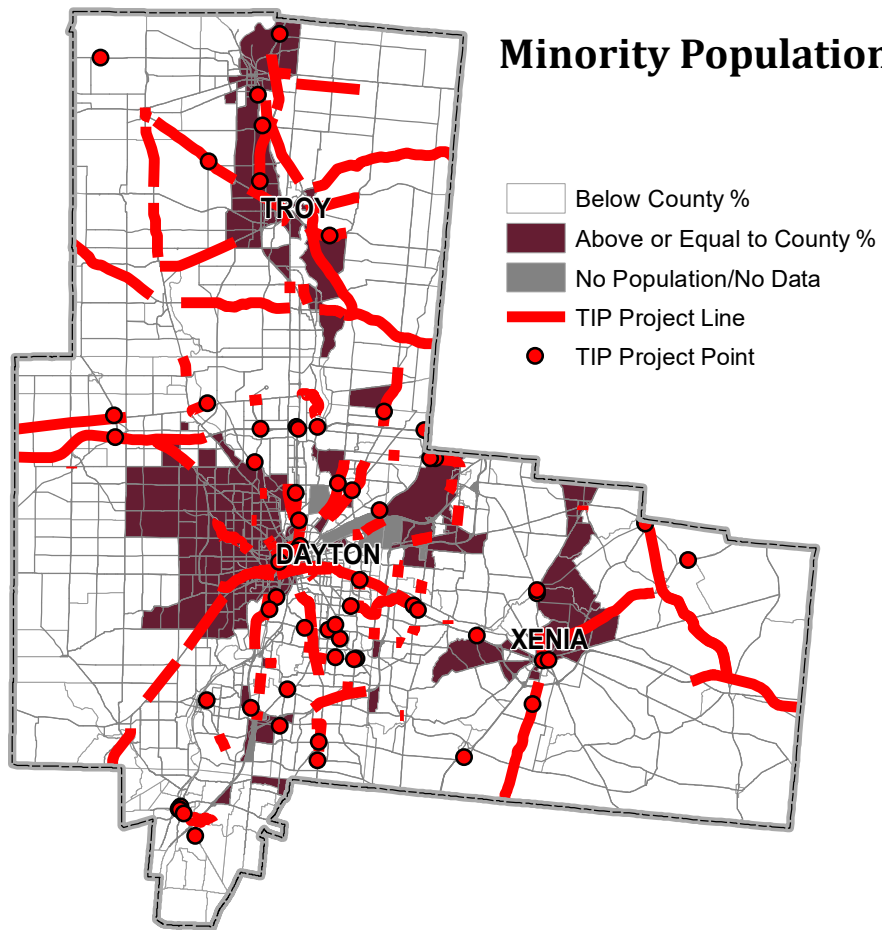 Minority Population
Below County %
Above or Equal to County %
No Population/No Data
TIP Project Line
TIP Project Point
TROY
DAYTON
XENIA